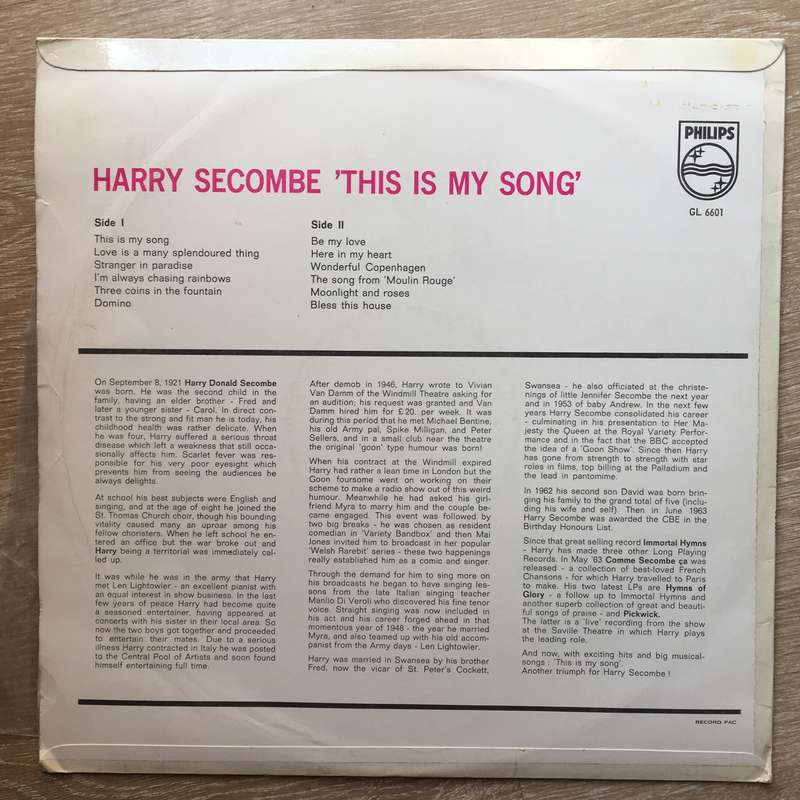 PHILIPS
GL 6601
HARRY SECOMBE 'THIS IS MY SONG'
Side I
This is my song
Love is a many splendoured thing
Stranger in paradise
I'm always chasing rainbows
Three coins in the fountain
Domino
Side II
Be my love
Here in my heart
Wonderful Copenhagen
The song from 'Moulin Rouge'
Moonlight and roses
Bless this house
On September 8, 1921 Harry Donald Secombe
was born. He was the second child in the
family, having an elder brother - Fred and
later a younger sister - Carol. In direct con-
trast to the strong and fit man he is today, his
childhood health was rather delicate. When
he was four, Harry suffered a serious throat
disease which left a weakness that still occa-
sionally affects him. Scarlet fever was res-
ponsible for his very poor eyesight which
prevents him from seeing the audiences he
always delights.
At school his best subjects were English and
singing, and at the age of eight he joined the
St. Thomas Church choir, though his bounding
vitality caused many an uproar among his
fellow choristers. When he left school he en-
tered an office but the war broke out and
Harry being a territorial was immediately cal-
led up.
It was while he was in the army that Harry
met Len Lightowler - an excellent pianist with
an equal interest in show business. In the last
few years of peace Harry had become quite
a seasoned entertainer, having appeared at
concerts with his sister in their local area. So
now the two boys got together and proceeded
to entertain their mates. Due to a serious
illness Harry contracted in Italy he was posted
to the Central Pool of Artists and soon found
himself entertaining full time.
After demob in 1946, Harry wrote to Vivian
Van Damm of the Windmill Theatre asking for
an audition; his request was granted and Van
Damm hired him for £20. per week. It was
during this period that he met Michael Bentine,
his old Army pal, Spike Milligan, and Peter
Sellers, and in a small club near the theatre
the original 'goon' type humour was born!
When his contract at the Windmill expired
Harry had rather a lean time in London but the
Goon foursome went on working on their
scheme to make a radio show out of this weird
humour. Meanwhile he had asked his girl-
friend Myra to marry him and the couple be-
came engaged. This event was followed by
two big breaks - he was chosen as resident
comedian in 'Variety Bandbox' and then Mai
Jones invited him to broadcast in her popular
'Welsh Rarebit' series - these two happenings
really established him as a comic and singer.
Through the demand for him to sing more on
his broadcasts he began to have singing les-
sons from the late Italian singing teacher
Manlio Di Veroli who discovered his fine tenor
voice. Straight singing was now included in
his act and his career forged ahead in that
momentous year of 1948 - the year he married
Myra, and also teamed up with his old accom-
panist from the Army days - Len Lightowler.
Harry was married in Swansea by his brother
Fred, now the vicar of St. Peter's Cockett,
Swansea - he also officiated at the christe-
nings of little Jennifer Secombe the next year
and in 1953 of baby Andrew. In the next few
years Harry Secombe consolidated his career
- culminating in his presentation to Her Ma-
jesty the Queen at the Royal Variety Perfor-
mance and in the fact that the BBC accepted
the idea of a 'Goon Show'. Since then Harry
has gone from strength to strength with star
roles in films, top billing at the Palladium and
the lead in pantomime.
In 1962 his second son David was born brin-
ging his family to the grand total of five (inclu-
ding his wife and self). Then in June 1963
Harry Secombe was awarded the CBE in the
Birthday Honours List.
Since that great selling record Immortal Hymns
- Harry has made three other Long Playing
Records. In May '63 Comme Secombe ça was
released - a collection of best-loved French
Chansons - for which Harry travelled to Paris
to make. His two latest LPs are Hymns of
Glory - a follow up to Immortal Hymns and
another superb collection of great and beauti-
ful songs of praise - and Pickwick.
The latter is a 'live' recording from the show
at the Saville Theatre in which Harry plays
the leading role.
And now, with exciting hits and big musical-
songs : 'This is my song'.
Another triumph for Harry Secombe !
RECORD PAC